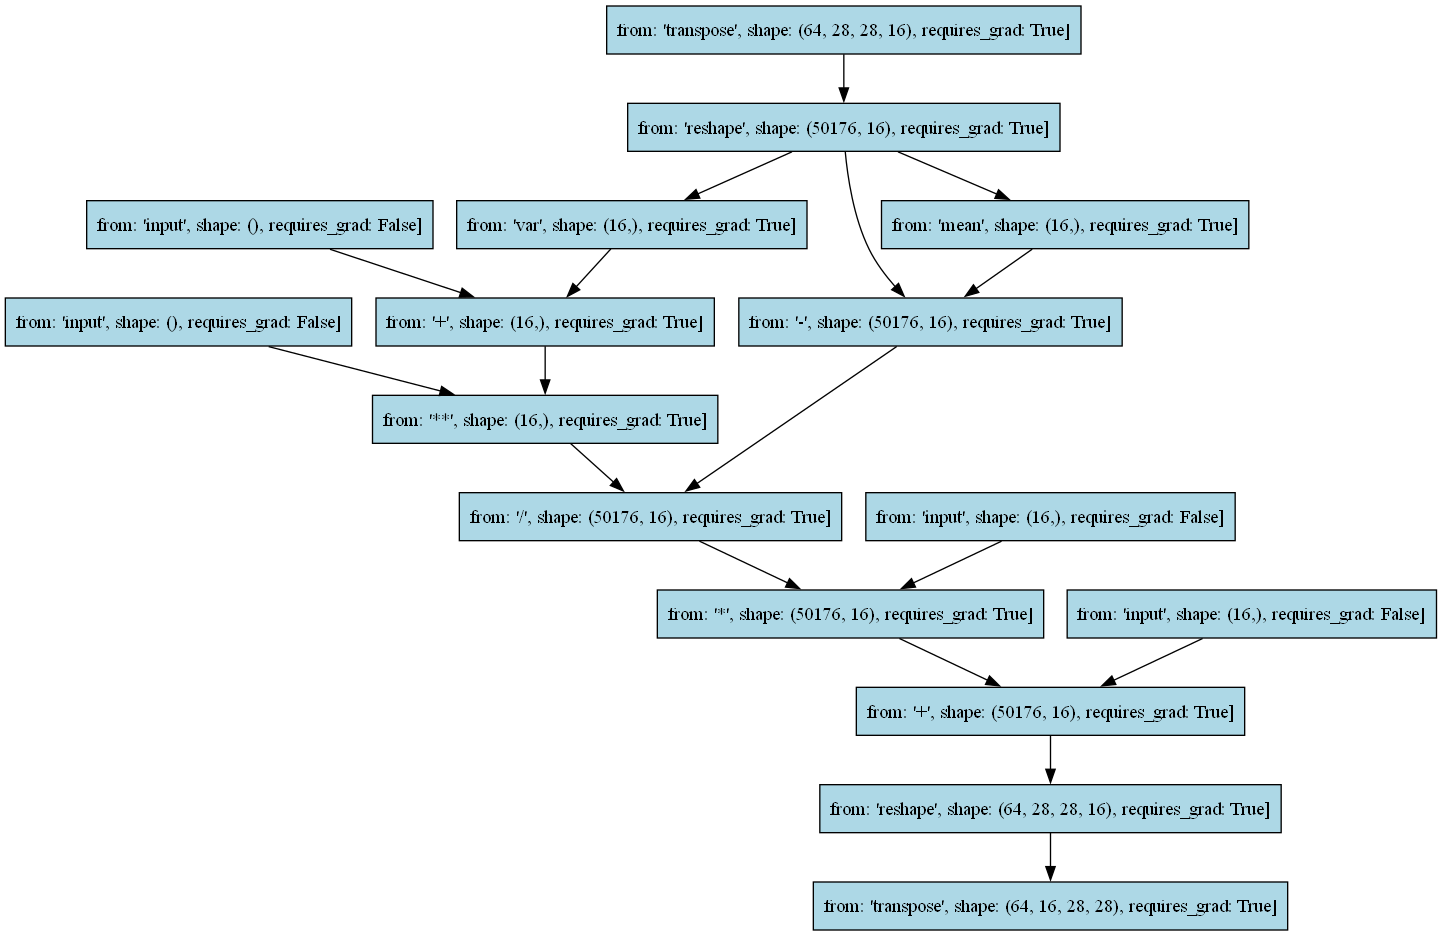 from: 'transpose', shape: (64, 28, 28, 16), requires_grad: True]
from: 'reshape', shape: (50176, 16), requires_grad: True]
from: 'input', shape: (), requires_grad: False]
from: 'var', shape: (16,), requires_grad: True]
from: 'mean', shape: (16,), requires_grad: True]
from: 'input', shape: (), requires_grad: False]
from: '+', shape: (16,), requires_grad: True]
from: '-', shape: (50176, 16), requires_grad: True]
from: '**', shape: (16,), requires_grad: True]
from: '/', shape: (50176, 16), requires_grad: True]
from: 'input', shape: (16,), requires_grad: False]
from: '*', shape: (50176, 16), requires_grad: True]
from: 'input', shape: (16,), requires_grad: False]
from: '+', shape: (50176, 16), requires_grad: True]
from: 'reshape', shape: (64, 28, 28, 16), requires_grad: True]
from: 'transpose', shape: (64, 16, 28, 28), requires_grad: True]